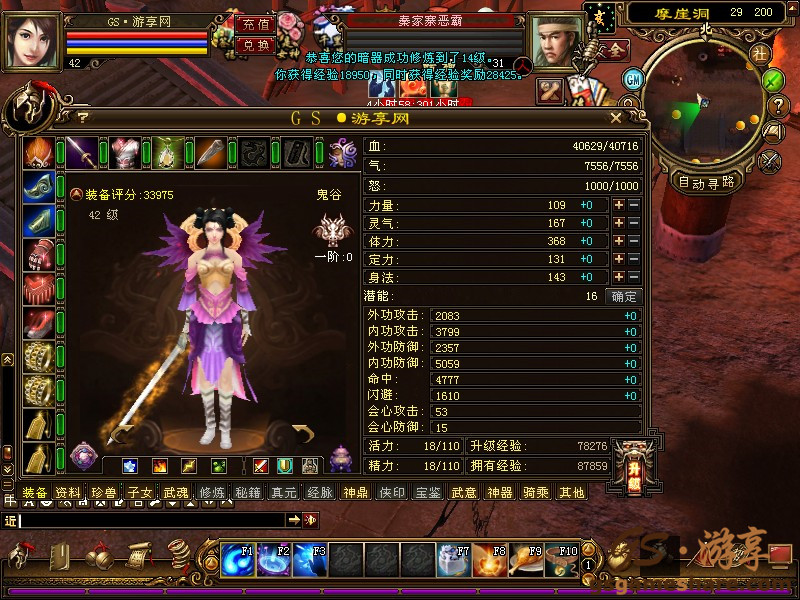 GS·游享网
42
充值
兑换
秦家寨恶霸
31
摩崖洞 29 200
北
社
GM
金
自动寻路
恭喜您的暗器成功修炼到了14级。
你获得经验18950,同时获得经验奖励28425。
GS 游享网
装备评分:33975
42 级
鬼谷
一阶:0
血: 40629/40716
气: 7556/7556
怒: 1000/1000
力量: 109 +0
灵气: 167 +0
体力: 368 +0
定力: 131 +0
身法: 143 +0
潜能: 16 确定
外功攻击: 2083 +0
内功攻击: 3799 +0
外功防御: 2357 +0
内功防御: 5059 +0
命中: 4777 +0
闪避: 1610 +0
会心攻击: 53
会心防御: 15
活力: 18/110 升级经验: 78276
精力: 18/110 拥有经验: 87859
升级
装备 资料 珍兽 子女 武魂 修炼 秘籍 真元 经脉 神鼎 侠印 宝鉴 武意 神器 骑乘 其他
近
F1 F2 F3 F7 F8 F9 F10
1
GS·游享网